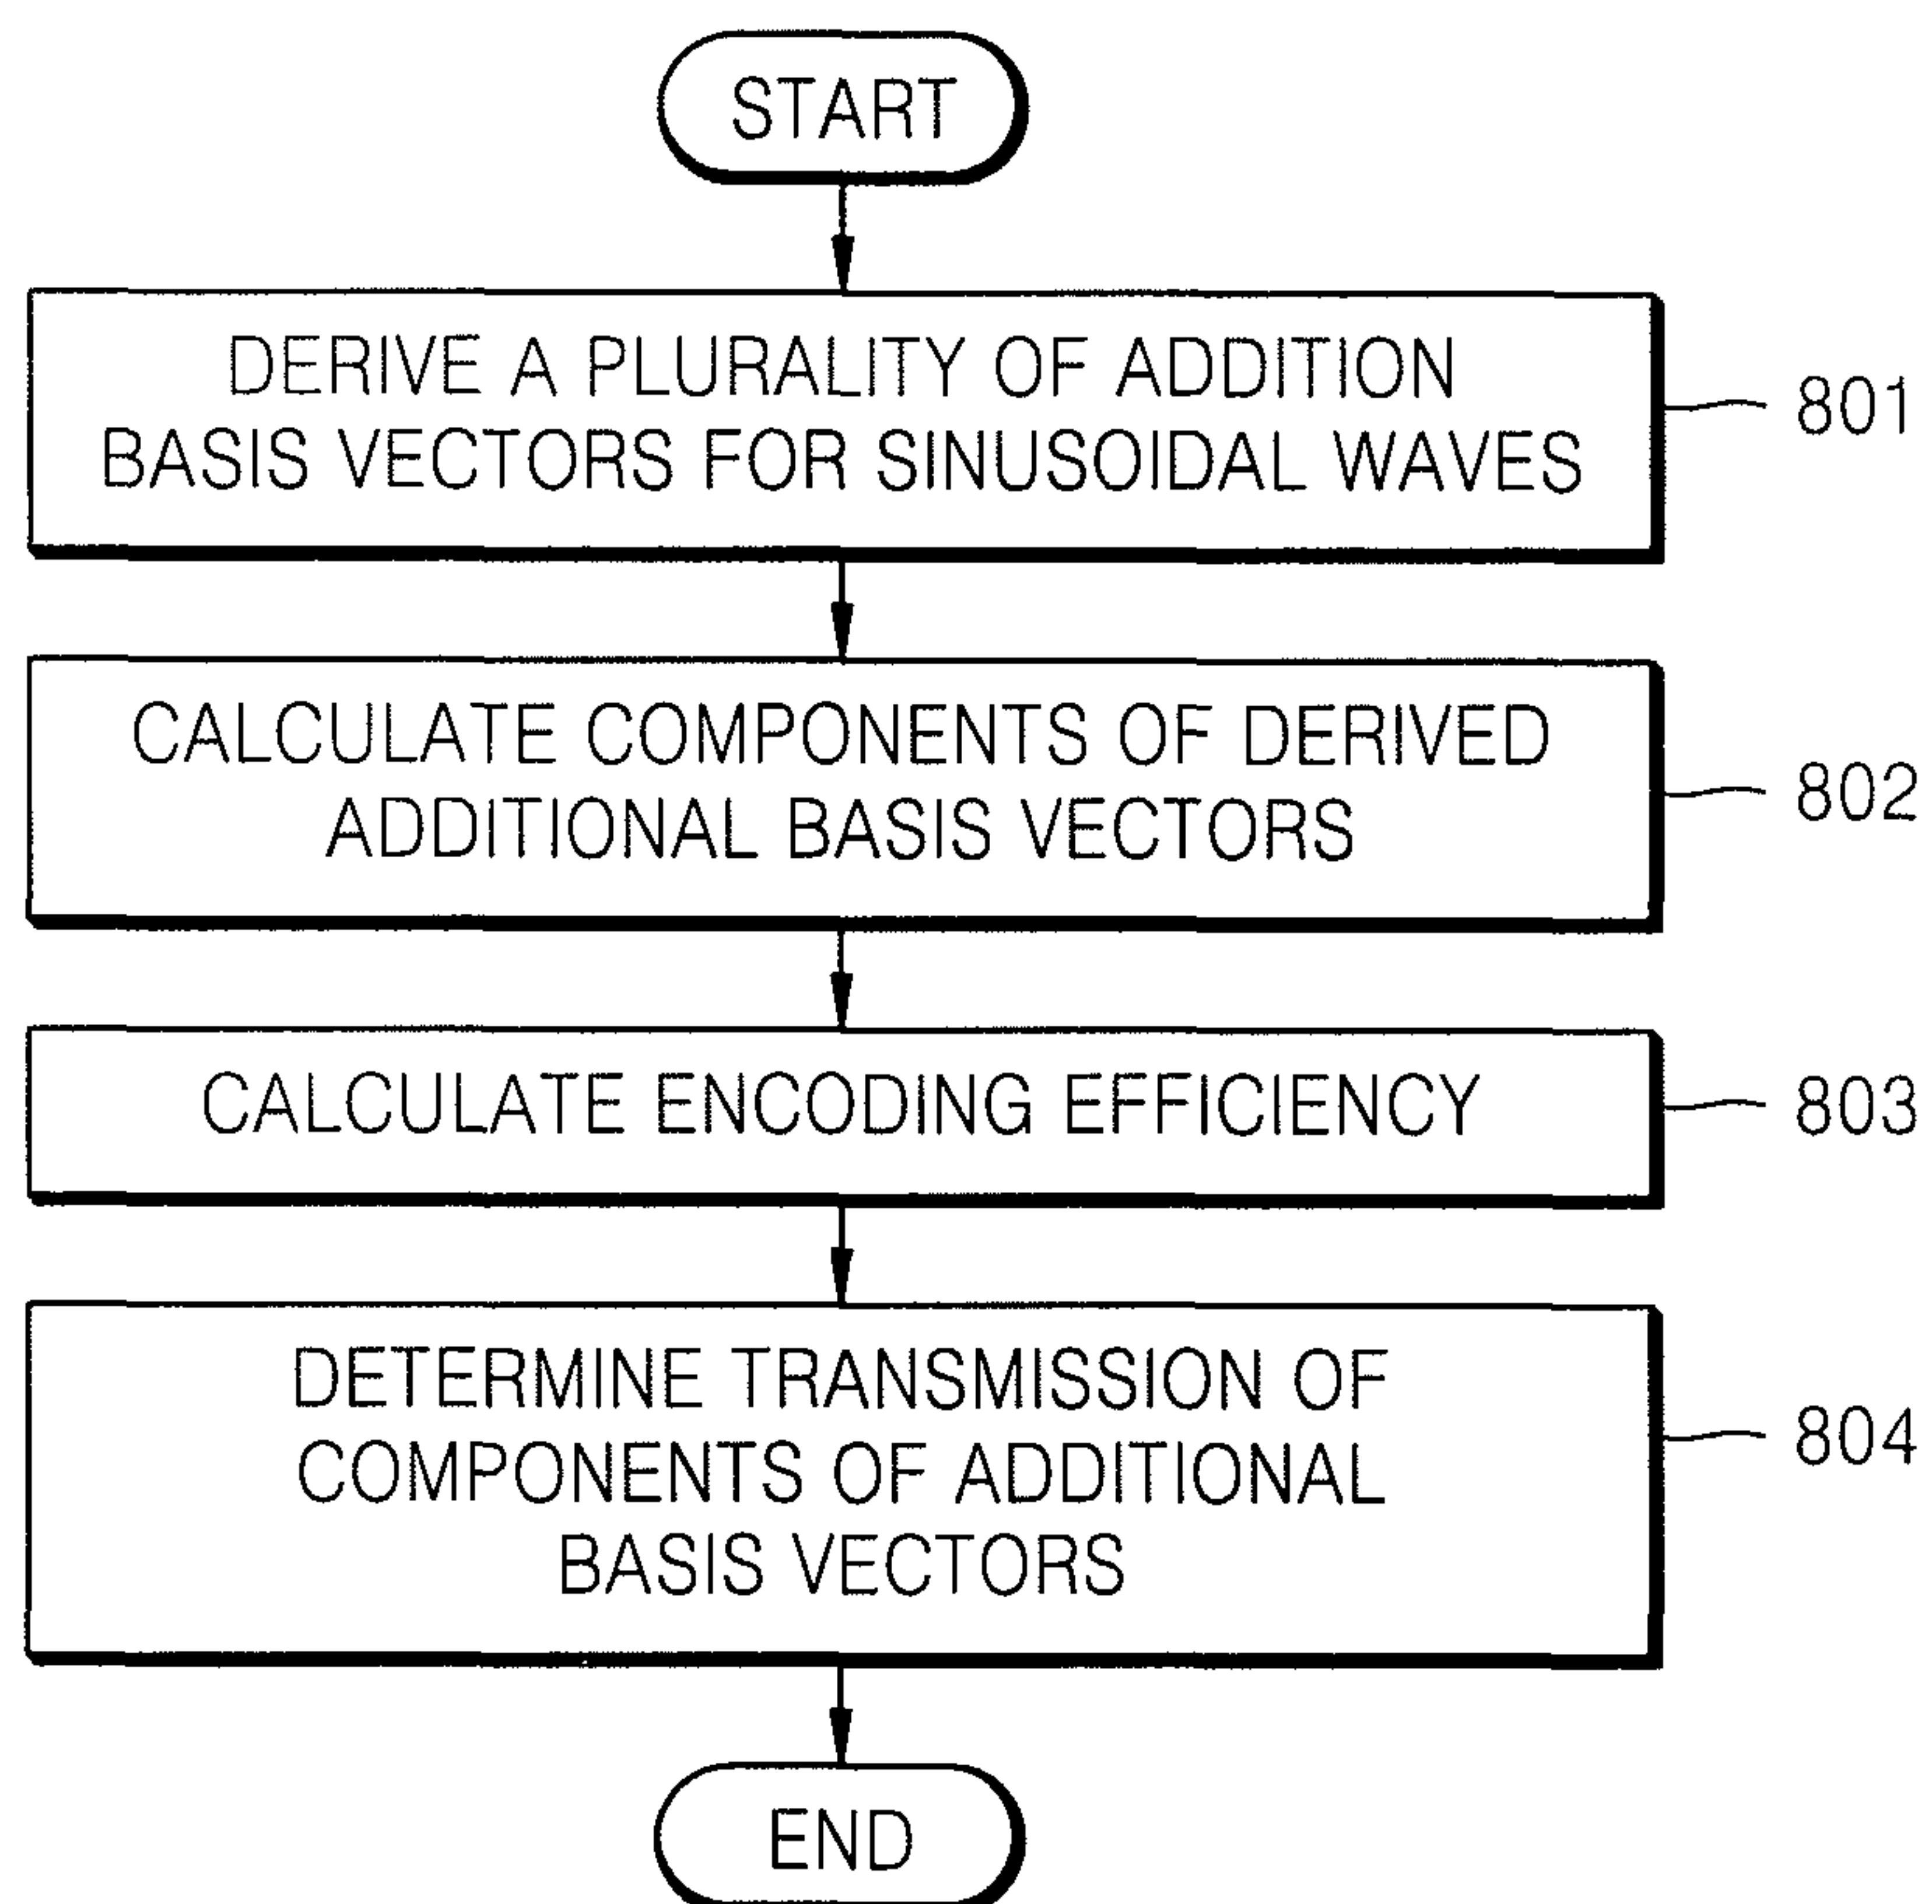 START
DERIVE A PLURALITY OF ADDITION
BASIS VECTORS FOR SINUSOIDAL WAVES
801
CALCULATE COMPONENTS OF DERIVED
ADDITIONAL BASIS VECTORS
802
CALCULATE ENCODING EFFICIENCY
803
DETERMINE TRANSMISSION OF
COMPONENTS OF ADDITIONAL
BASIS VECTORS
804
END